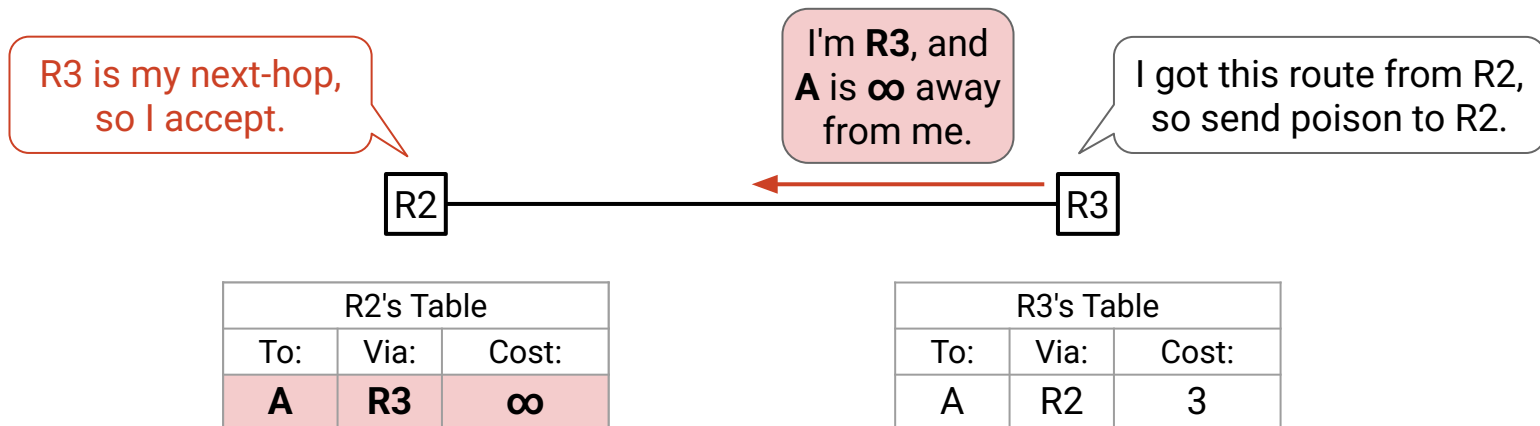 R3 is my next-hop,
so I accept.
I'm R3, and
A is ∞ away
from me.
I got this route from R2,
so send poison to R2.
R2
R3
R2's Table
To: Via: Cost:
A R3 ∞
R3's Table
To: Via: Cost:
A R2 3